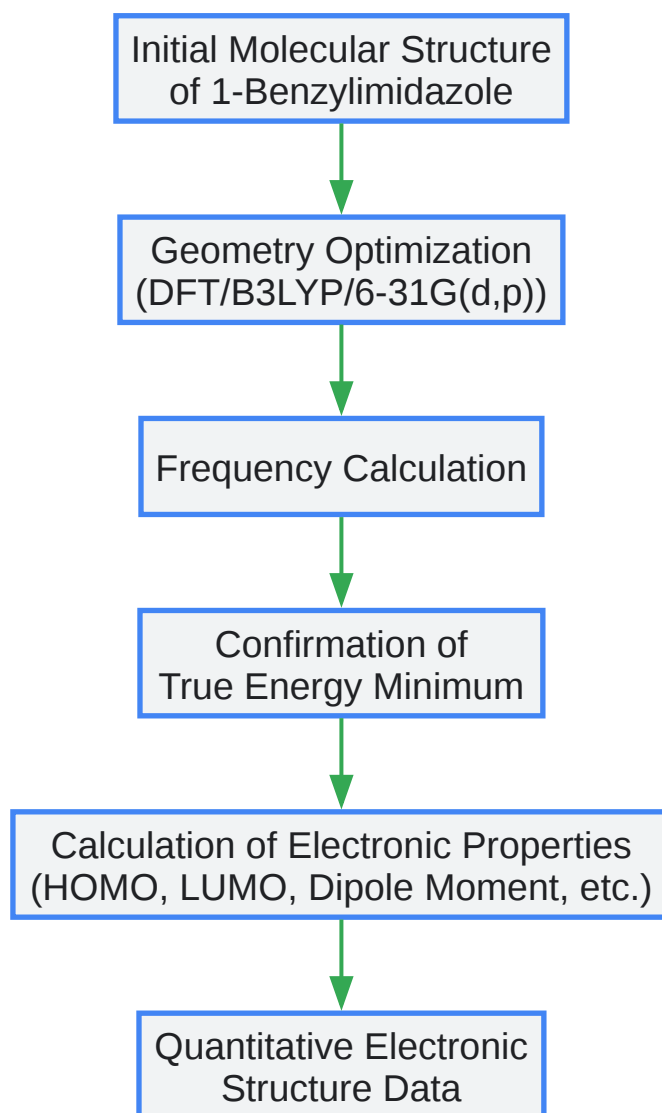 Initial Molecular Structure
of 1-Benzylimidazole
Geometry Optimization
(DFT/B3LYP/6-31G(d,p))
Frequency Calculation
Confirmation of
True Energy Minimum
Calculation of Electronic Properties
(HOMO, LUMO, Dipole Moment, etc.)
Quantitative Electronic
Structure Data